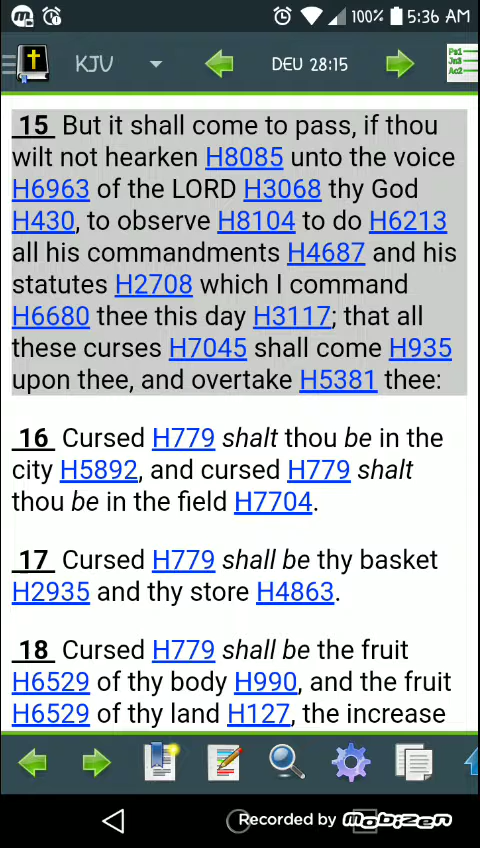 100% 5:36 AM
KJV DEU 28:15
Ps1
Jn3
Ac2
15 But it shall come to pass, if thou
wilt not hearken H8085 unto the voice
H6963 of the LORD H3068 thy God
H430, to observe H8104 to do H6213
all his commandments H4687 and his
statutes H2708 which I command
H6680 thee this day H3117; that all
these curses H7045 shall come H935
upon thee, and overtake H5381 thee:
16 Cursed H779 shalt thou be in the
city H5892, and cursed H779 shalt
thou be in the field H7704.
17 Cursed H779 shall be thy basket
H2935 and thy store H4863.
18 Cursed H779 shall be the fruit
H6529 of thy body H990, and the fruit
H6529 of thy land H127, the increase
Recorded by Mobizen